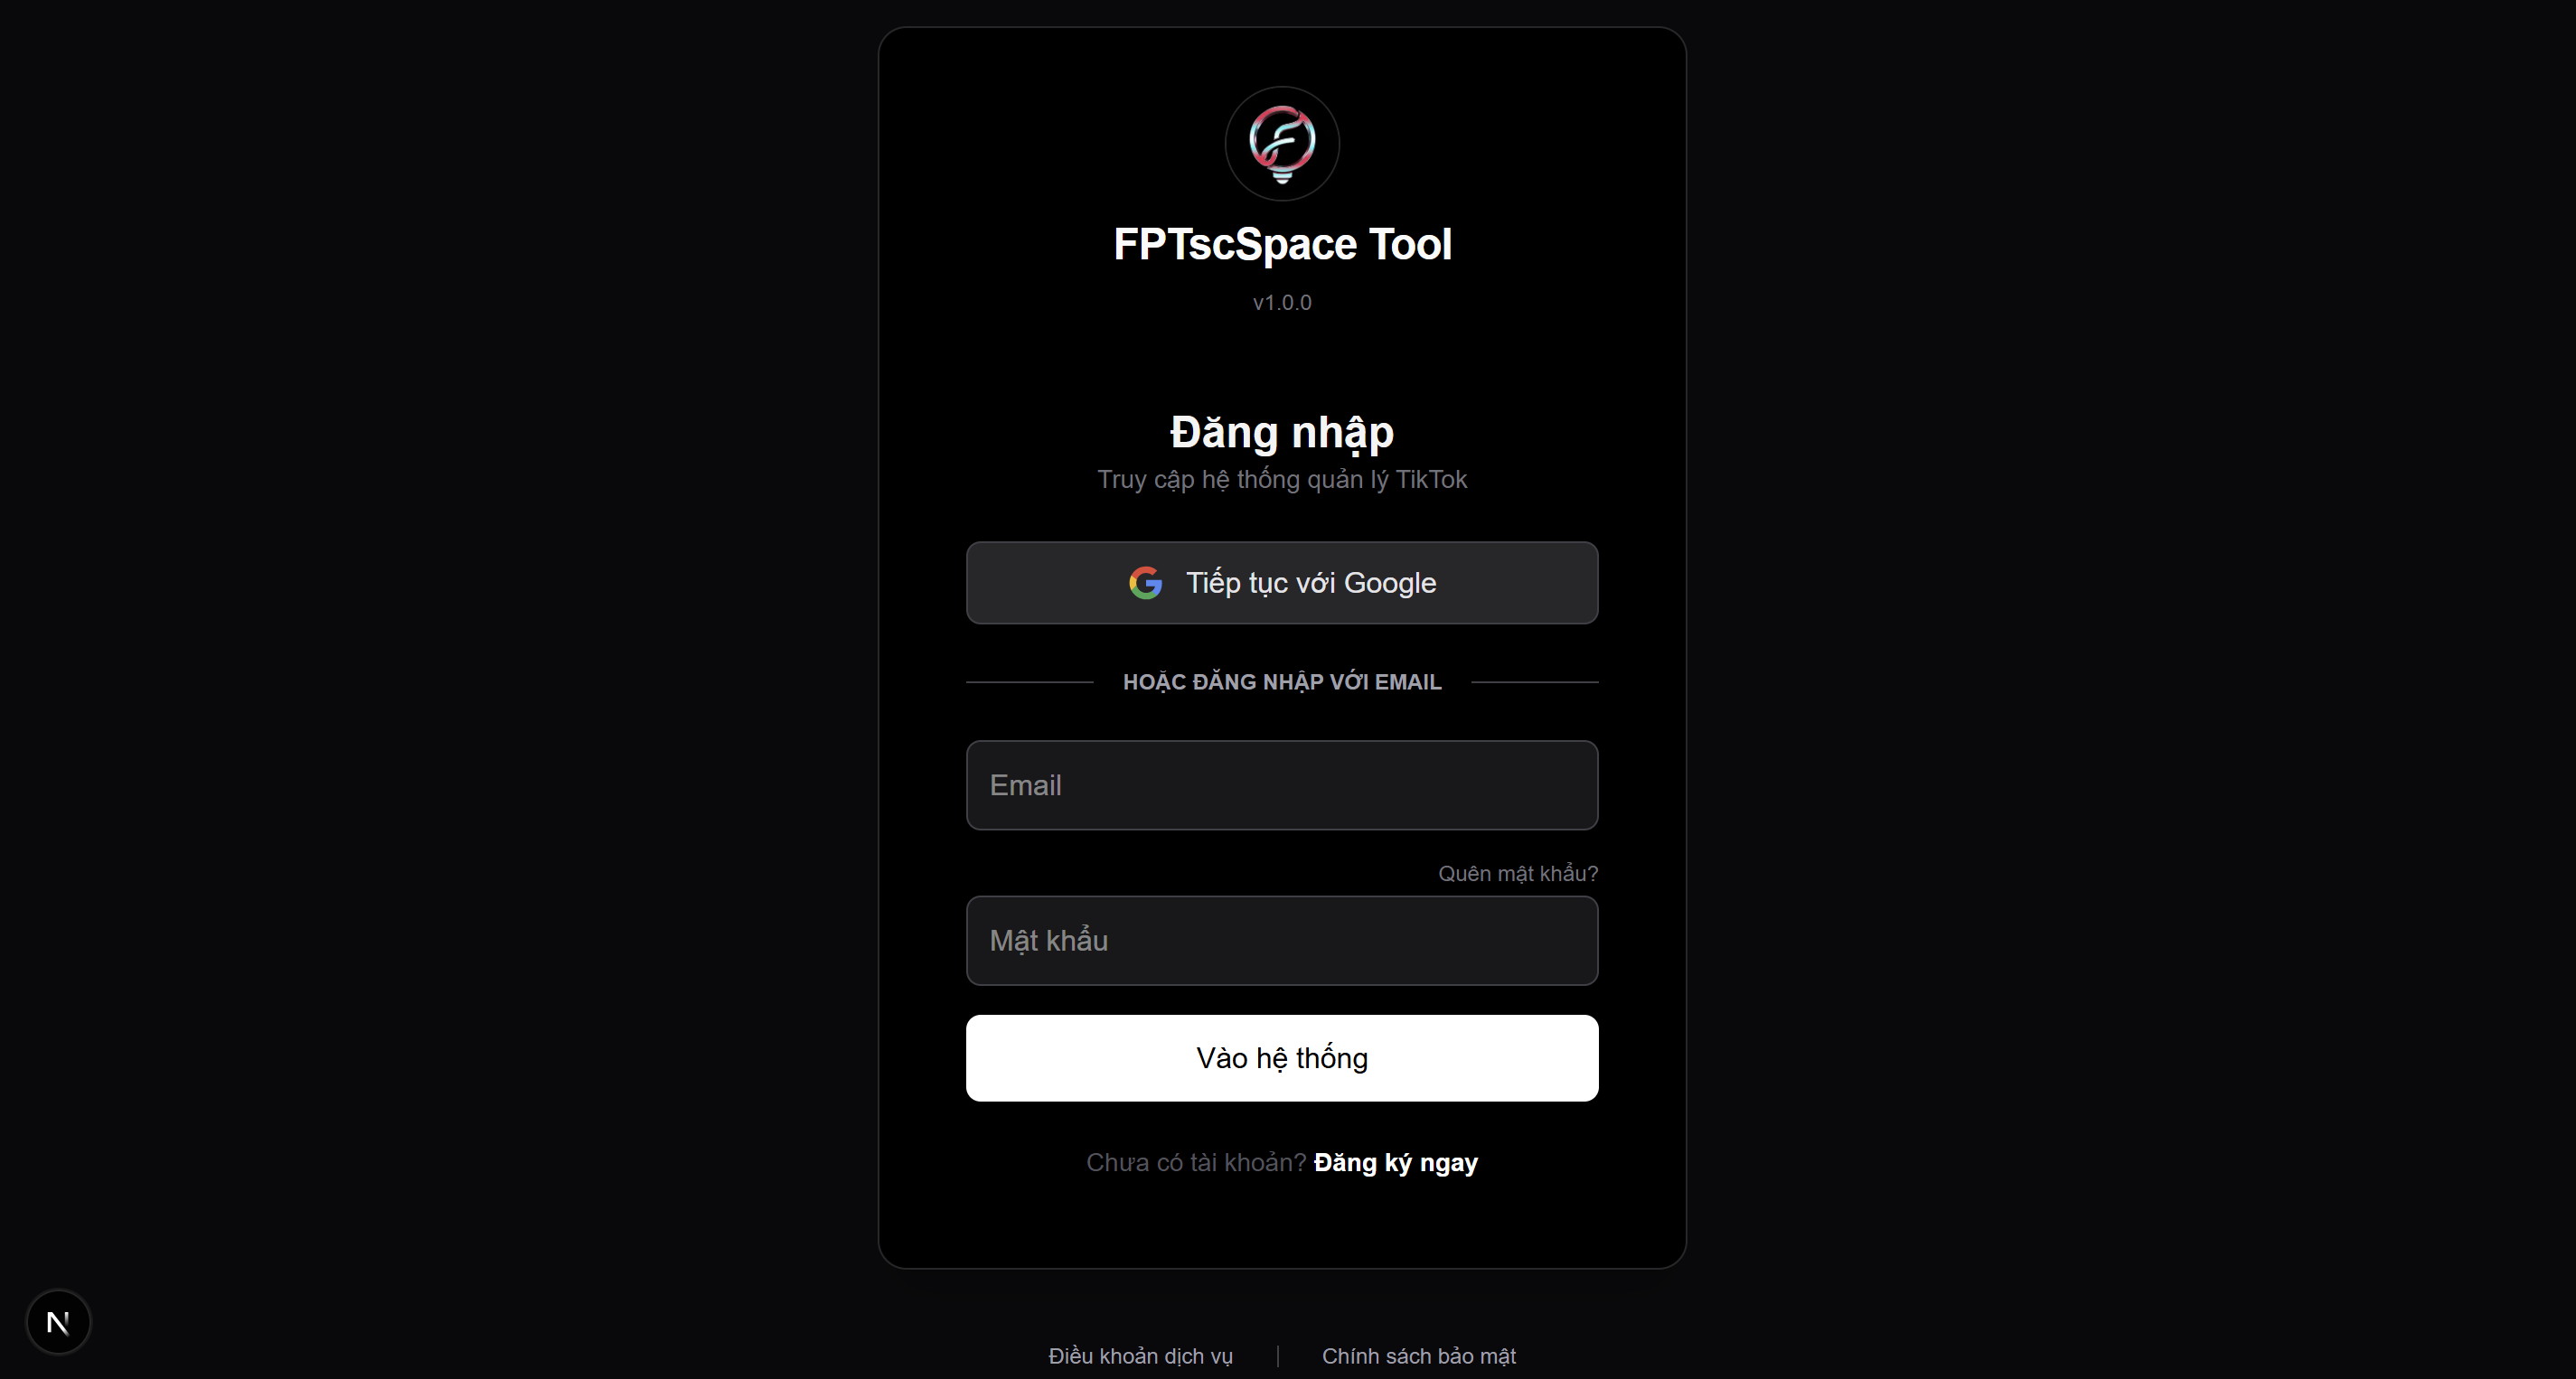 FPTscSpace Tool
v1.0.0
Đăng nhập
Truy cập hệ thống quản lý TikTok
Tiếp tục với Google
HOẶC ĐĂNG NHẬP VỚI EMAIL
Email
Quên mật khẩu?
Mật khẩu
Vào hệ thống
Chưa có tài khoản? Đăng ký ngay
N
Điều khoản dịch vụ | Chính sách bảo mật